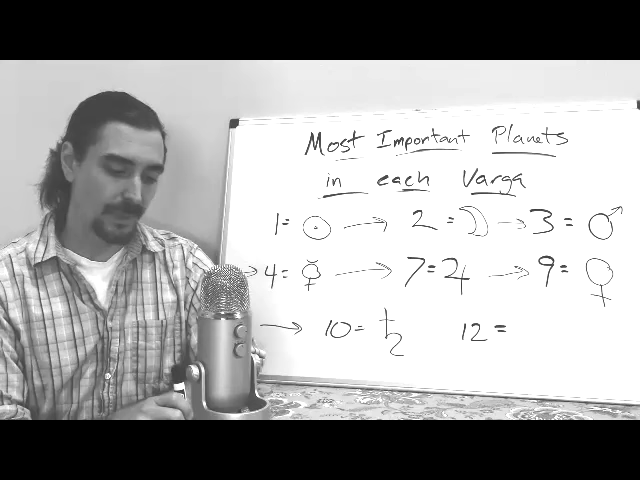 Most Important Planets
in each Varga
1 = ☉ → 2 = ☽ → 3 = ♂
→ 4 = ☿ → 7 = ♃ → 9 = ♀
→ 10 = ♄ 12 =